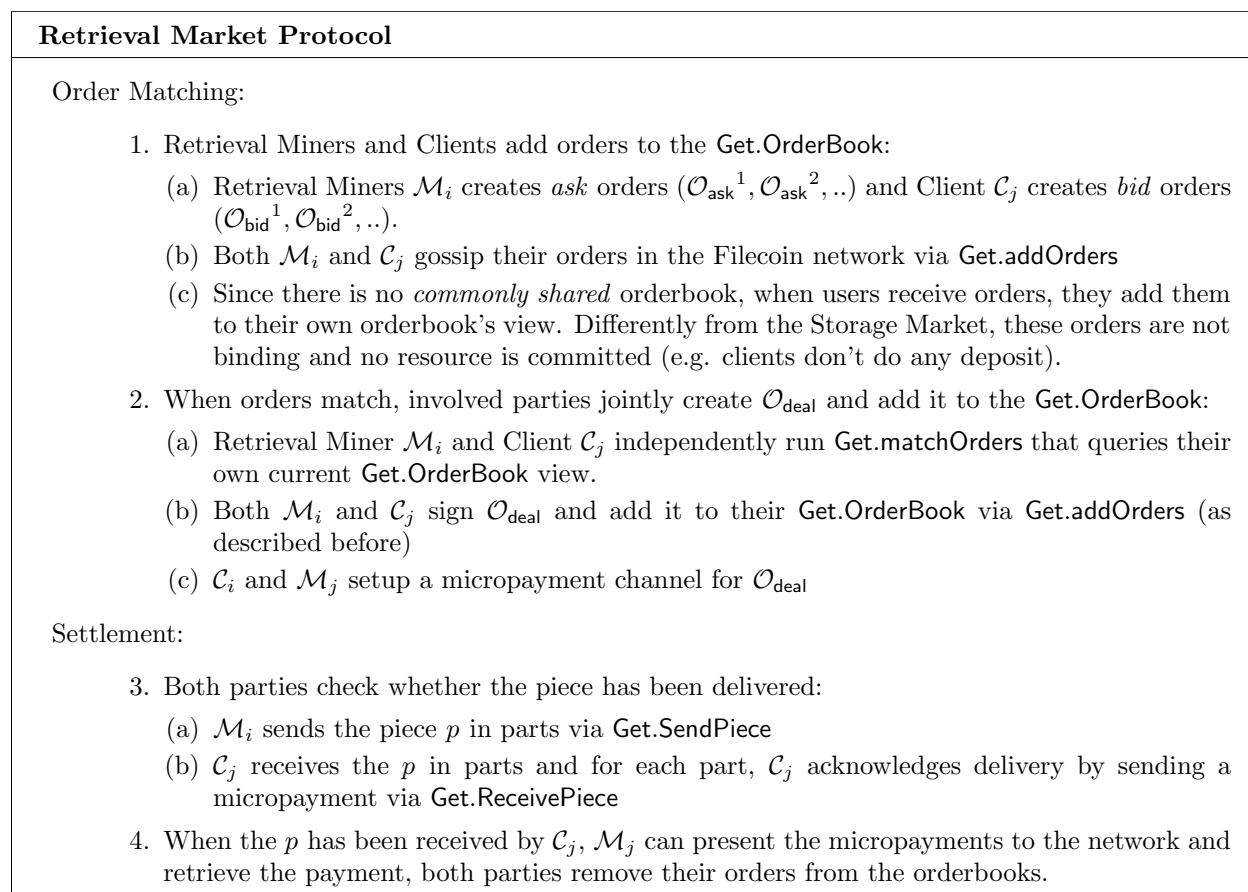 Retrieval Market Protocol
Order Matching:
1. Retrieval Miners and Clients add orders to the Get.OrderBook:
(a) Retrieval Miners ℳᵢ creates ask orders (𝒪ask¹, 𝒪ask², ..) and Client 𝒞ⱼ creates bid orders
(𝒪bid¹, 𝒪bid², ..).
(b) Both ℳᵢ and 𝒞ⱼ gossip their orders in the Filecoin network via Get.addOrders
(c) Since there is no commonly shared orderbook, when users receive orders, they add them
to their own orderbook's view. Differently from the Storage Market, these orders are not
binding and no resource is committed (e.g. clients don't do any deposit).
2. When orders match, involved parties jointly create 𝒪deal and add it to the Get.OrderBook:
(a) Retrieval Miner ℳᵢ and Client 𝒞ⱼ independently run Get.matchOrders that queries their
own current Get.OrderBook view.
(b) Both ℳᵢ and 𝒞ⱼ sign 𝒪deal and add it to their Get.OrderBook via Get.addOrders (as
described before)
(c) 𝒞ᵢ and ℳⱼ setup a micropayment channel for 𝒪deal
Settlement:
3. Both parties check whether the piece has been delivered:
(a) ℳᵢ sends the piece p in parts via Get.SendPiece
(b) 𝒞ⱼ receives the p in parts and for each part, 𝒞ⱼ acknowledges delivery by sending a
micropayment via Get.ReceivePiece
4. When the p has been received by 𝒞ⱼ, ℳⱼ can present the micropayments to the network and
retrieve the payment, both parties remove their orders from the orderbooks.